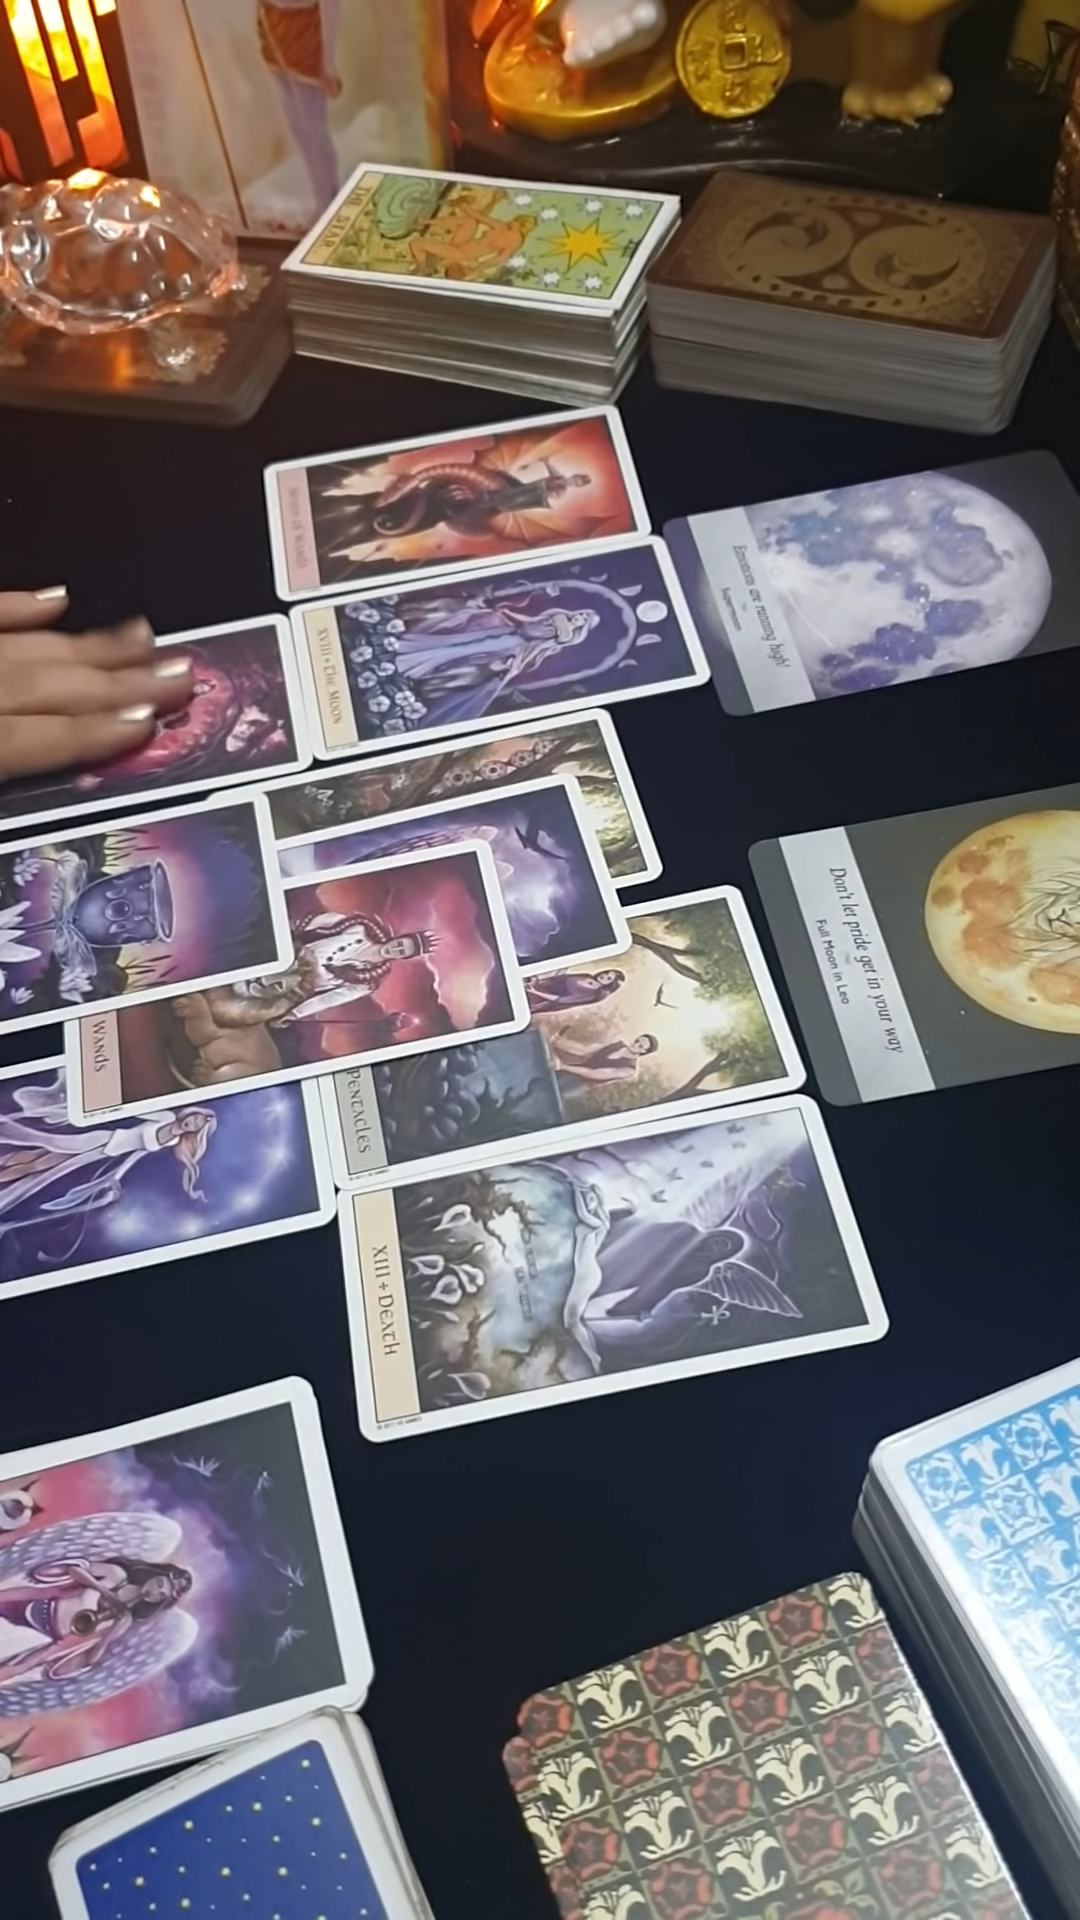 THE STAR
Seven of Wands
XVIII + The Moon
Emotions are running high!
Supermoon
Don't let pride get in your way
Full Moon in Leo
Wands
Pentacles
XIII + Death